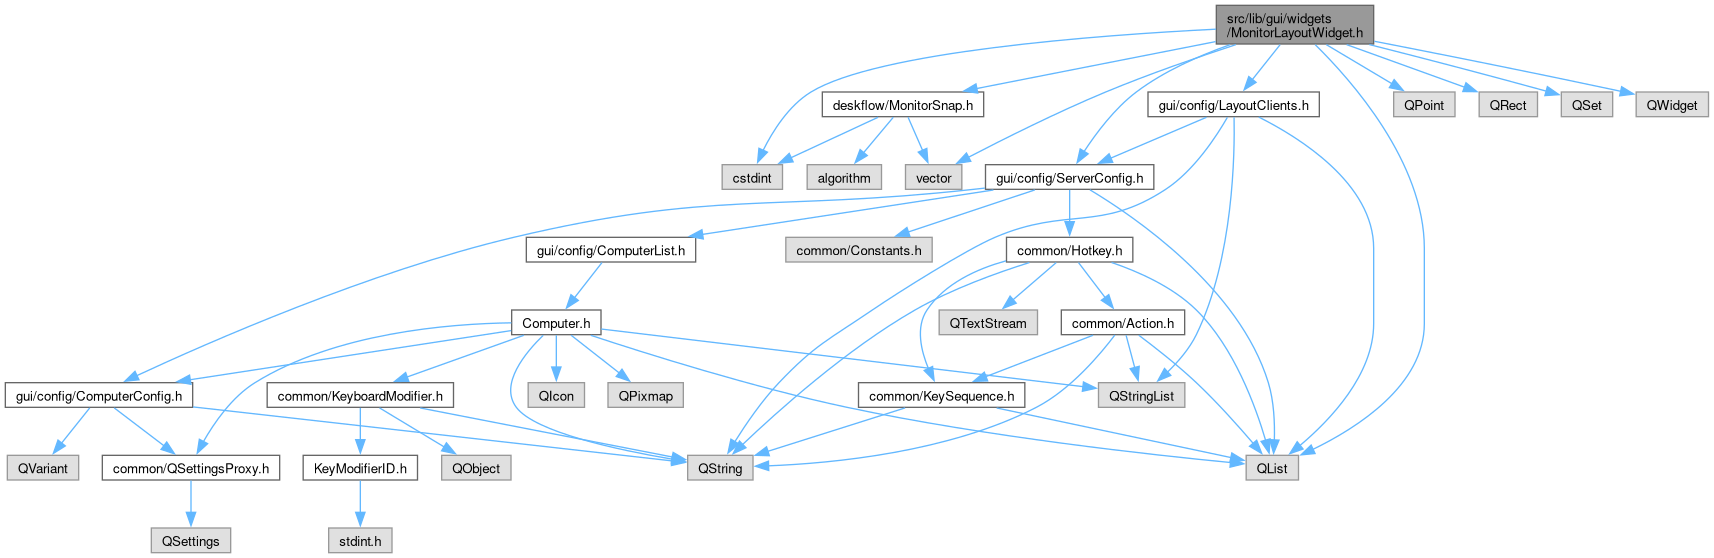 src/lib/gui/widgets
/MonitorLayoutWidget.h
deskflow/MonitorSnap.h
gui/config/LayoutClients.h
QPoint
QRect
QSet
QWidget
cstdint
algorithm
vector
gui/config/ServerConfig.h
gui/config/ComputerList.h
common/Constants.h
common/Hotkey.h
Computer.h
QTextStream
common/Action.h
gui/config/ComputerConfig.h
common/KeyboardModifier.h
QIcon
QPixmap
common/KeySequence.h
QStringList
QVariant
common/QSettingsProxy.h
KeyModifierID.h
QObject
QString
QList
QSettings
stdint.h